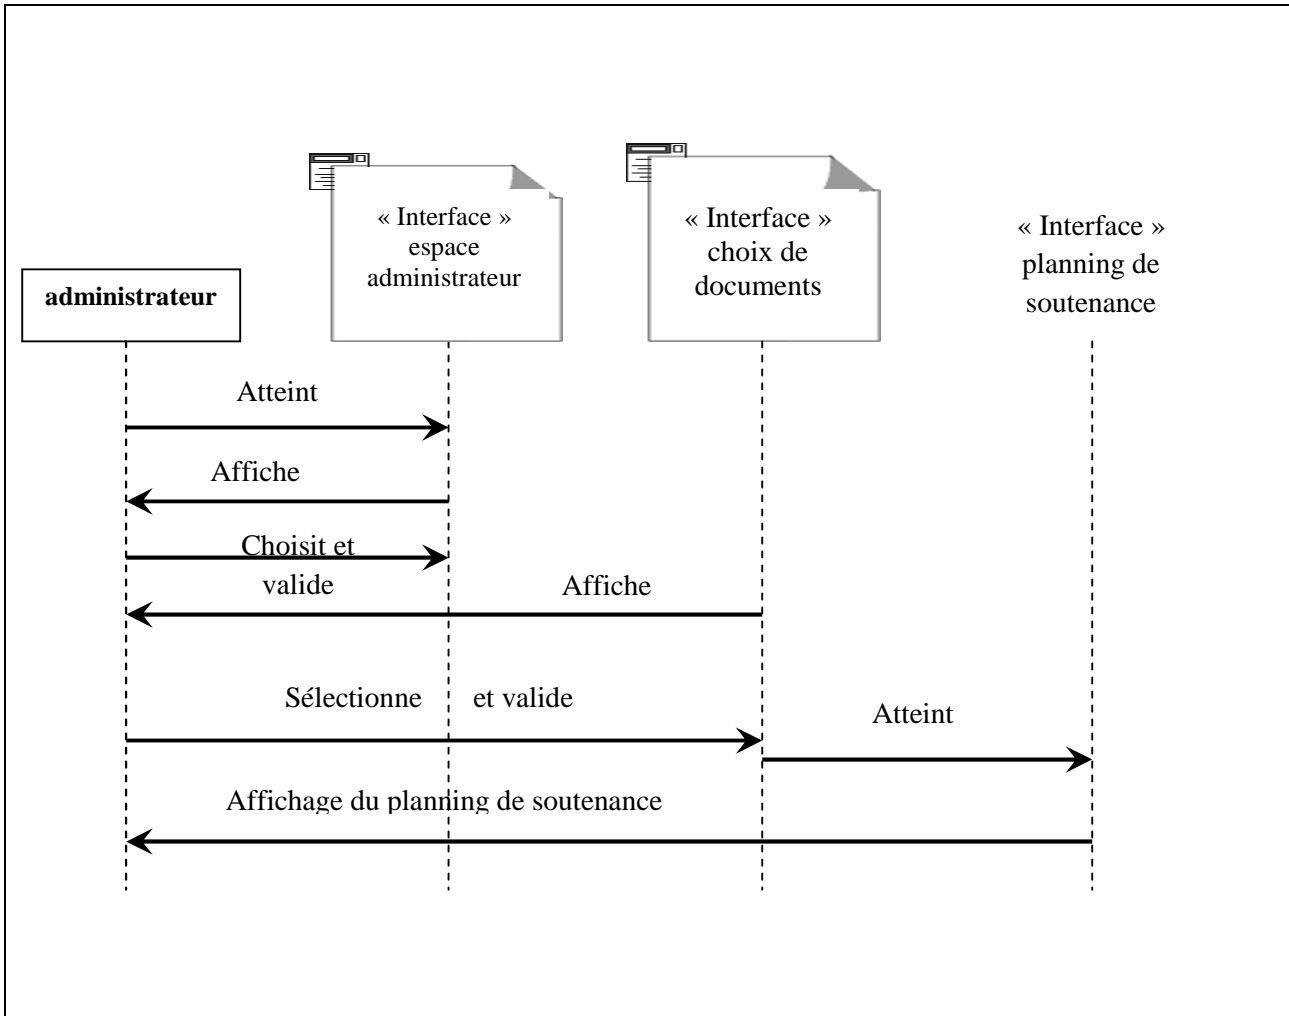 « Interface »
espace
administrateur
« Interface »
choix de
documents
« Interface »
planning de
soutenance
administrateur
Atteint
Affiche
Choisit et
valide
Affiche
Sélectionne et valide
Atteint
Affichage du planning de soutenance